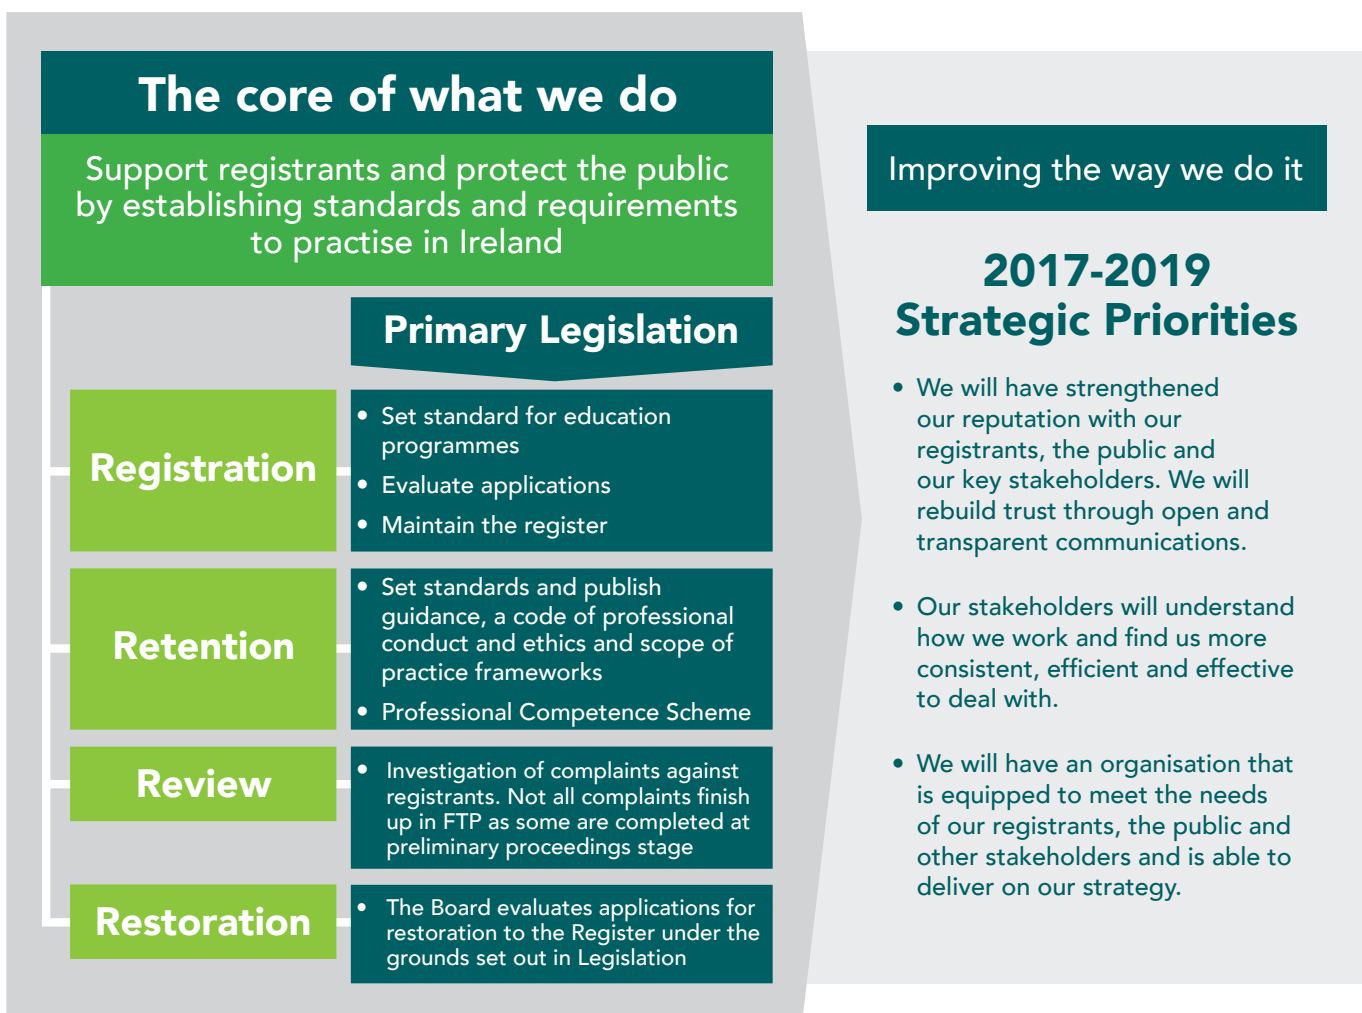 The core of what we do
Support registrants and protect the public
by establishing standards and requirements
to practise in Ireland
Primary Legislation
Registration
• Set standard for education
programmes
• Evaluate applications
• Maintain the register
Retention
• Set standards and publish
guidance, a code of professional
conduct and ethics and scope of
practice frameworks
• Professional Competence Scheme
Review
• Investigation of complaints against
registrants. Not all complaints finish
up in FTP as some are completed at
preliminary proceedings stage
Restoration
• The Board evaluates applications for
restoration to the Register under the
grounds set out in Legislation
Improving the way we do it
2017-2019
Strategic Priorities
• We will have strengthened
our reputation with our
registrants, the public and
our key stakeholders. We will
rebuild trust through open and
transparent communications.
• Our stakeholders will understand
how we work and find us more
consistent, efficient and effective
to deal with.
• We will have an organisation that
is equipped to meet the needs
of our registrants, the public and
other stakeholders and is able to
deliver on our strategy.